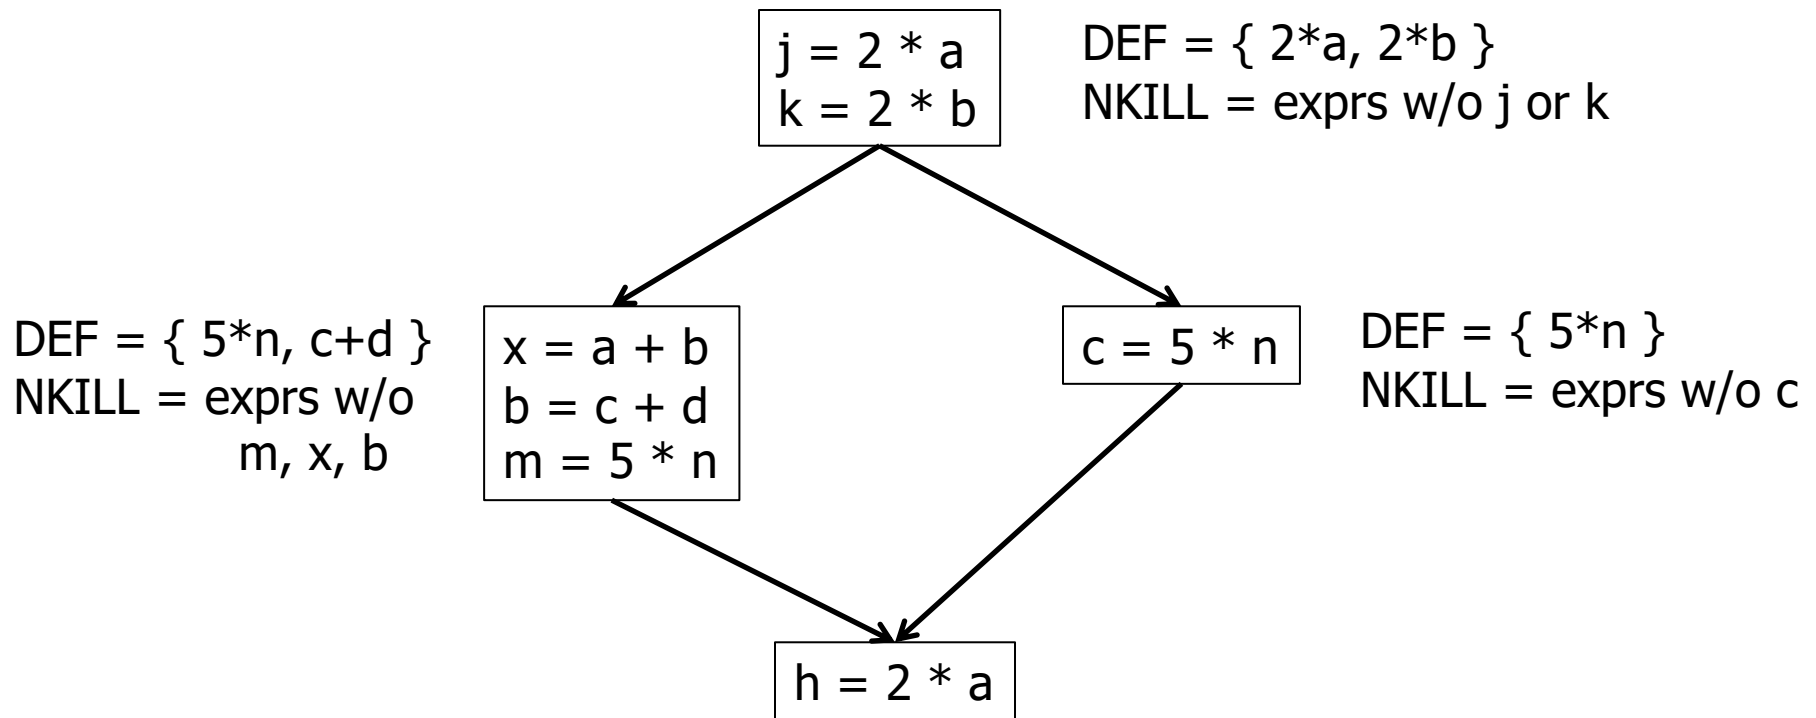 j = 2 * a
k = 2 * b
DEF = { 2*a, 2*b }
NKILL = exprs w/o j or k
DEF = { 5*n, c+d }
NKILL = exprs w/o
m, x, b
x = a + b
b = c + d
m = 5 * n
c = 5 * n
DEF = { 5*n }
NKILL = exprs w/o c
h = 2 * a